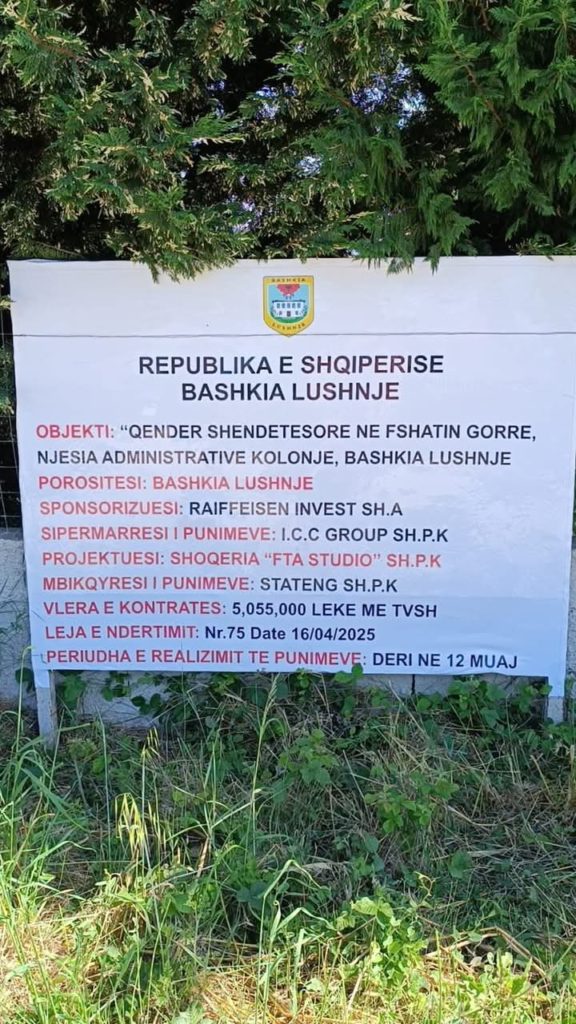 BASHKIA
LUSHNJE
REPUBLIKA E SHQIPERISE
BASHKIA LUSHNJE
OBJEKTI: “QENDER SHENDETESORE NE FSHATIN GORRE,
NJESIA ADMINISTRATIVE KOLONJE, BASHKIA LUSHNJE
POROSITESI: BASHKIA LUSHNJE
SPONSORIZUESI: RAIFFEISEN INVEST SH.A
SIPERMARRESI I PUNIMEVE: I.C.C GROUP SH.P.K
PROJEKTUESI: SHOQERIA “FTA STUDIO” SH.P.K
MBIKQYRESI I PUNIMEVE: STATENG SH.P.K
VLERA E KONTRATES: 5,055,000 LEKE ME TVSH
LEJA E NDERTIMIT: Nr.75 Date 16/04/2025
PERIUDHA E REALIZIMIT TE PUNIMEVE: DERI NE 12 MUAJ